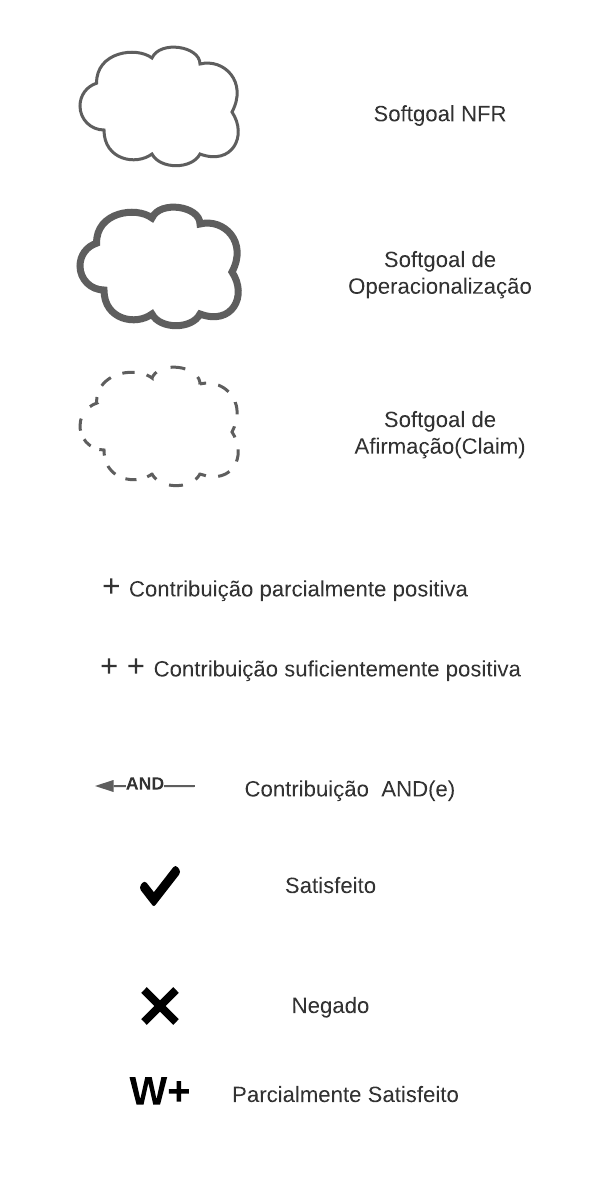 Softgoal NFR
Softgoal de
Operacionalização
Softgoal de
Afirmação(Claim)
+ Contribuição parcialmente positiva
+ + Contribuição suficientemente positiva
AND Contribuição  AND(e)
Satisfeito
Negado
W+ Parcialmente Satisfeito